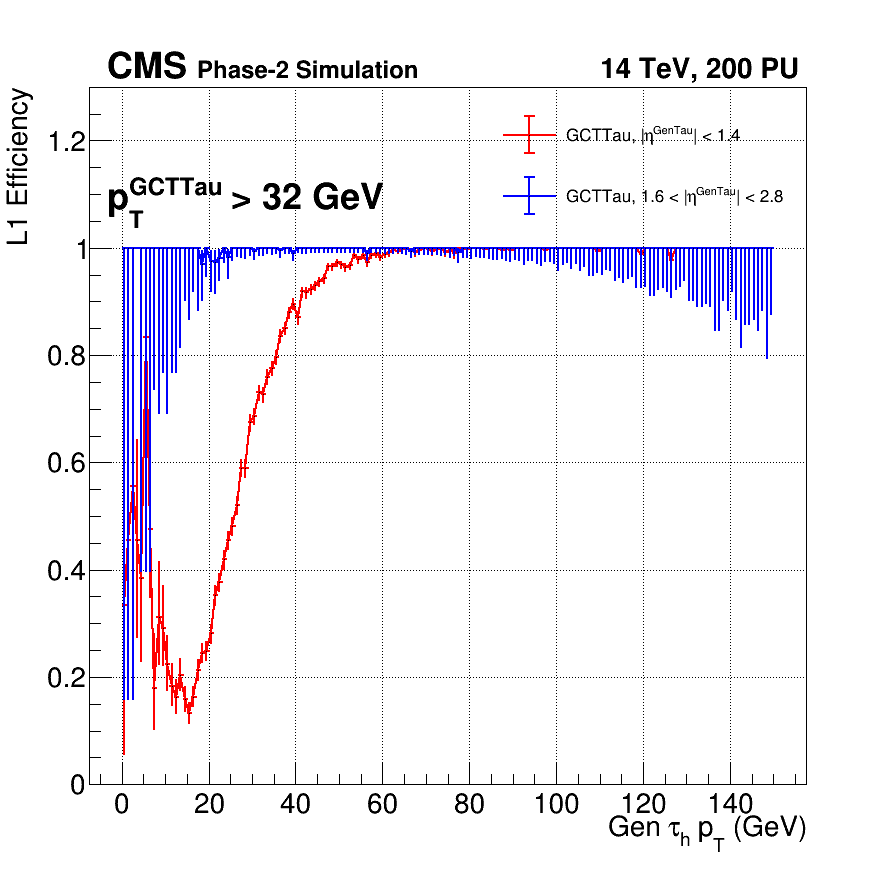 CMS Phase-2 Simulation 14 TeV, 200 PU
L1 Efficiency
GCTTau, |η^GenTau| < 1.4
GCTTau, 1.6 < |η^GenTau| < 2.8
p_T^GCTTau > 32 GeV
1.2
1
0.8
0.6
0.4
0.2
0
0 20 40 60 80 100 120 140
Gen τ_h p_T (GeV)